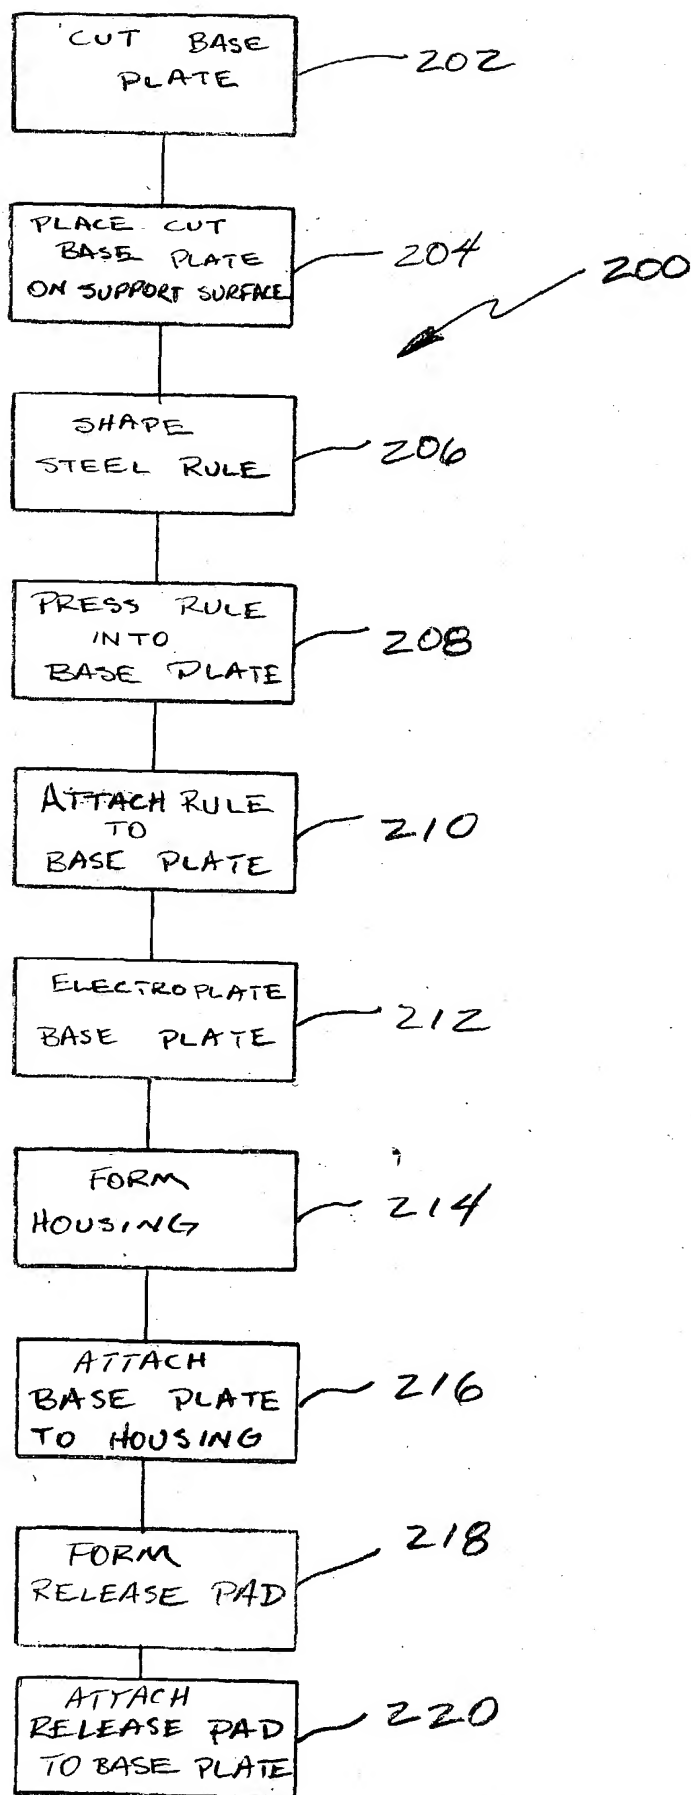 CUT BASE
PLATE
202
PLACE CUT
BASE PLATE
ON SUPPORT SURFACE
204
200
SHAPE
STEEL RULE
206
PRESS RULE
INTO
BASE PLATE
208
ATTACH RULE
TO
BASE PLATE
210
ELECTROPLATE
BASE PLATE
212
FORM
HOUSING
214
ATTACH
BASE PLATE
TO HOUSING
216
FORM
RELEASE PAD
218
ATTACH
RELEASE PAD
TO BASE PLATE
220